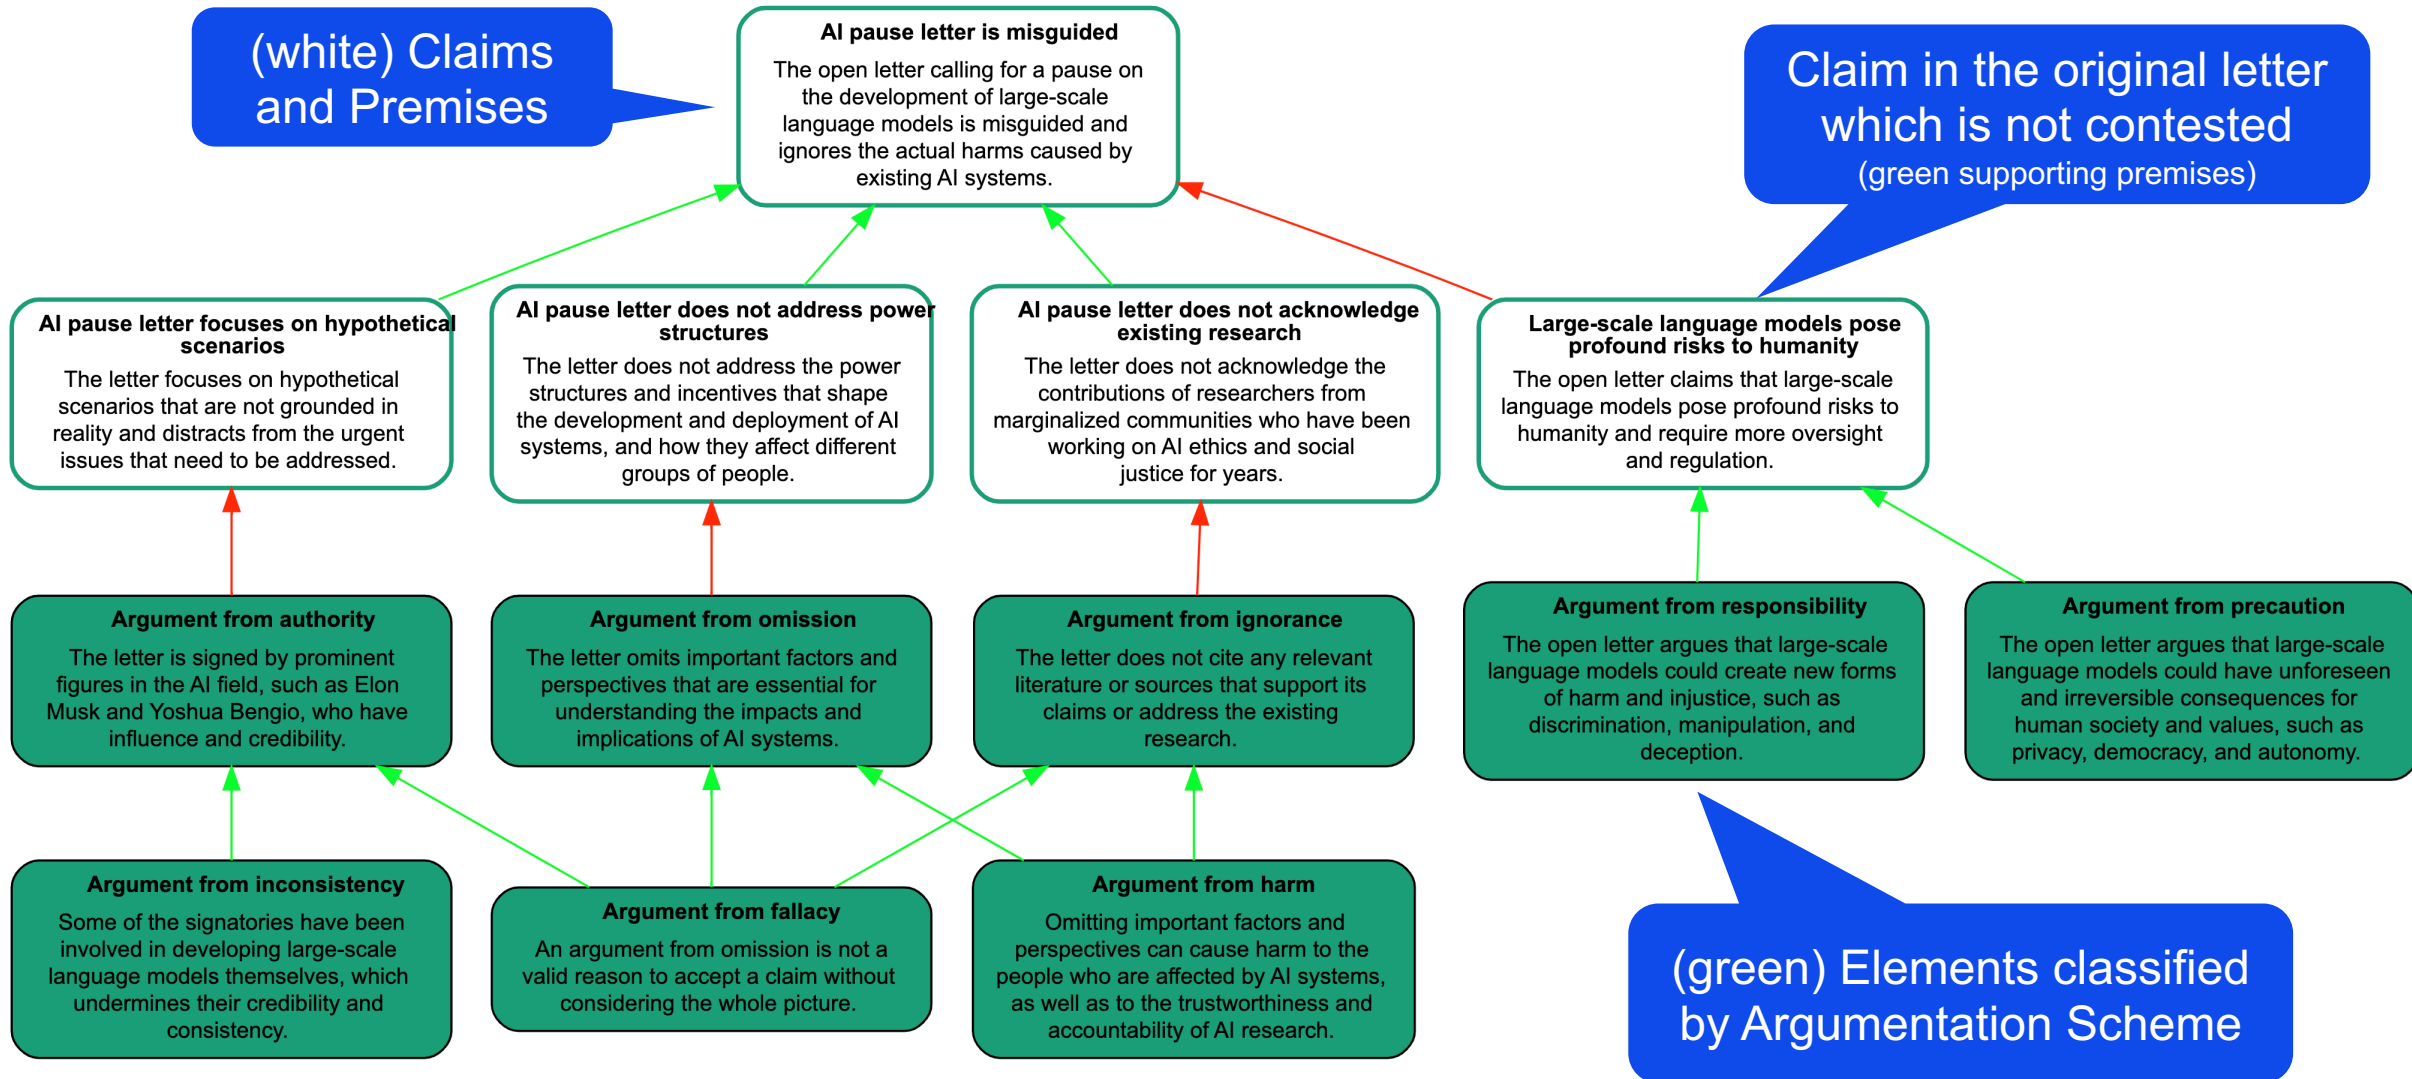 (white) Claims
and Premises
AI pause letter is misguided
The open letter calling for a pause on
the development of large-scale
language models is misguided and
ignores the actual harms caused by
existing AI systems.
Claim in the original letter
which is not contested
(green supporting premises)
AI pause letter focuses on hypothetical
scenarios
The letter focuses on hypothetical
scenarios that are not grounded in
reality and distracts from the urgent
issues that need to be addressed.
AI pause letter does not address power
structures
The letter does not address the power
structures and incentives that shape
the development and deployment of AI
systems, and how they affect different
groups of people.
AI pause letter does not acknowledge
existing research
The letter does not acknowledge the
contributions of researchers from
marginalized communities who have been
working on AI ethics and social
justice for years.
Large-scale language models pose
profound risks to humanity
The open letter claims that large-scale
language models pose profound risks to
humanity and require more oversight
and regulation.
Argument from authority
The letter is signed by prominent
figures in the AI field, such as Elon
Musk and Yoshua Bengio, who have
influence and credibility.
Argument from omission
The letter omits important factors and
perspectives that are essential for
understanding the impacts and
implications of AI systems.
Argument from ignorance
The letter does not cite any relevant
literature or sources that support its
claims or address the existing
research.
Argument from responsibility
The open letter argues that large-scale
language models could create new forms
of harm and injustice, such as
discrimination, manipulation, and
deception.
Argument from precaution
The open letter argues that large-scale
language models could have unforeseen
and irreversible consequences for
human society and values, such as
privacy, democracy, and autonomy.
Argument from inconsistency
Some of the signatories have been
involved in developing large-scale
language models themselves, which
undermines their credibility and
consistency.
Argument from fallacy
An argument from omission is not a
valid reason to accept a claim without
considering the whole picture.
Argument from harm
Omitting important factors and
perspectives can cause harm to the
people who are affected by AI systems,
as well as to the trustworthiness and
accountability of AI research.
(green) Elements classified
by Argumentation Scheme